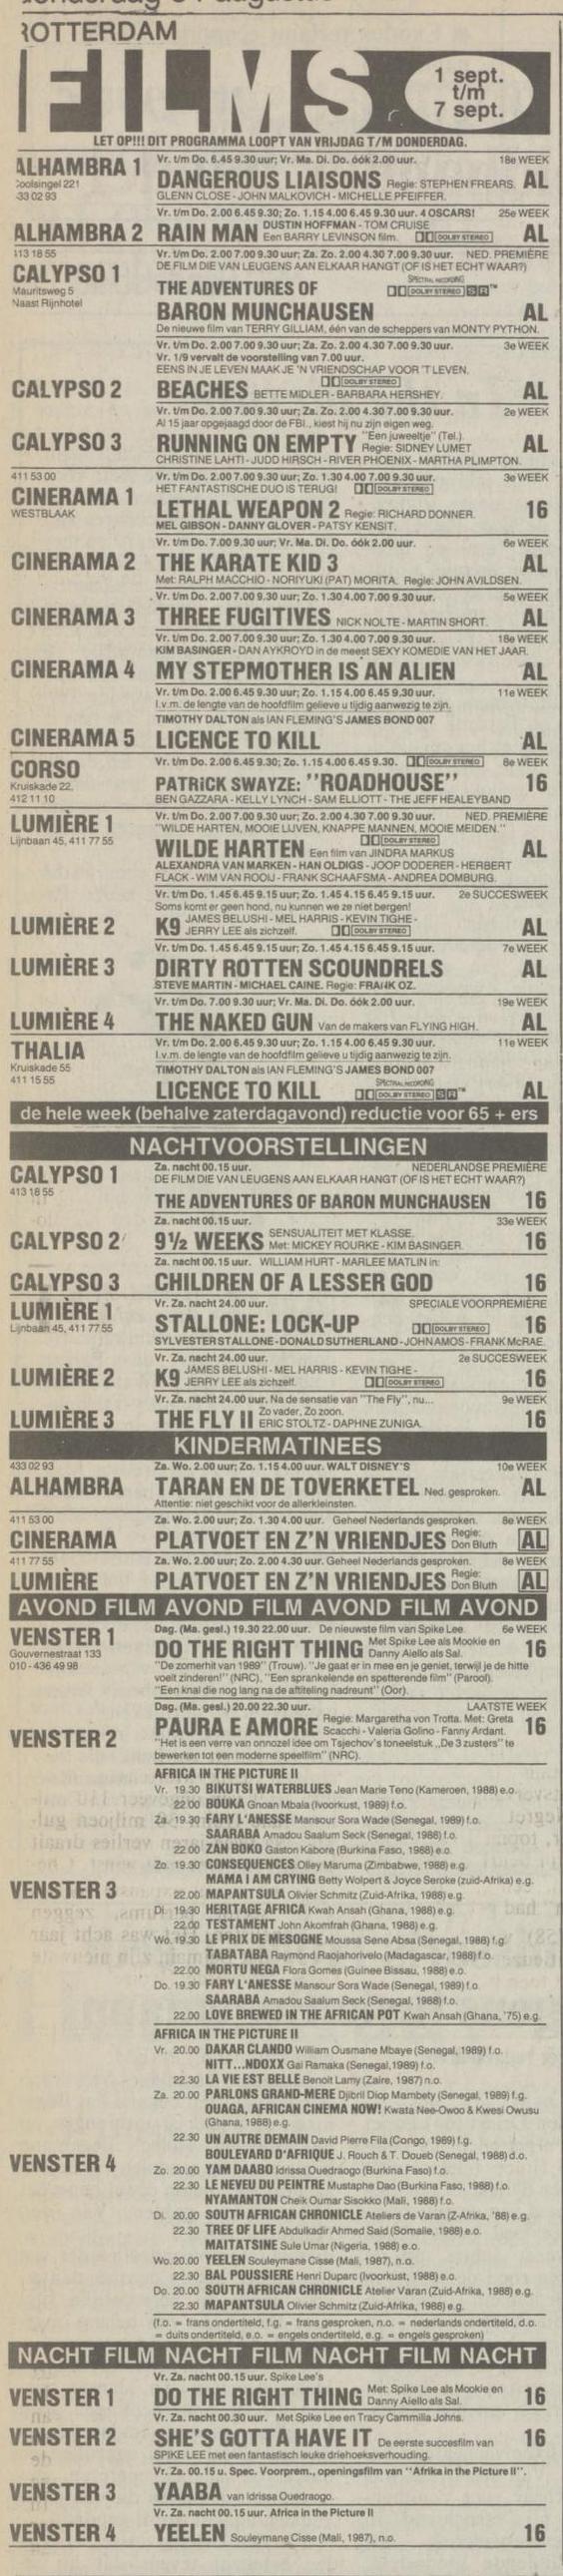 ROTTERDAM
FILMS
1 sept.
t/m
7 sept.
LET OP!!! DIT PROGRAMMA LOOPT VAN VRIJDAG T/M DONDERDAG.
Vr. t/m Do. 6.45 9.30 uur; Vr. Ma. Di. Do. óók 2.00 uur. 18e WEEK
ALHAMBRA 1
Coolsingel 221
433 02 93
DANGEROUS LIAISONS Regie: STEPHEN FREARS. AL
GLENN CLOSE - JOHN MALKOVICH - MICHELLE PFEIFFER.
Vr. t/m Do. 2.00 6.45 9.30; Zo. 1.15 4.00 6.45 9.30 uur. 4 OSCARS! 25e WEEK
ALHAMBRA 2 RAIN MAN DUSTIN HOFFMAN - TOM CRUISE
Een BARRY LEVINSON film. DOLBY STEREO AL
413 18 55
Vr. t/m Do. 2.00 7.00 9.30 uur; Za. Zo. 2.00 4.30 7.00 9.30 uur. NED. PREMIÈRE
CALYPSO 1
Mauritsweg 5
Naast Rijnhotel
DE FILM DIE VAN LEUGENS AAN ELKAAR HANGT (OF IS HET ECHT WAAR?)
THE ADVENTURES OF SPECTRAL RECORDING DOLBY STEREO SR™
BARON MUNCHAUSEN AL
De nieuwe film van TERRY GILLIAM, één van de scheppers van MONTY PYTHON.
Vr. t/m Do. 2.00 7.00 9.30 uur; Za. Zo. 2.00 4.30 7.00 9.30 uur. 3e WEEK
Vr. 1/9 vervalt de voorstelling van 7.00 uur.
EENS IN JE LEVEN MAAK JE 'N VRIENDSCHAP VOOR 'T LEVEN.
CALYPSO 2 BEACHES DOLBY STEREO
BETTE MIDLER - BARBARA HERSHEY. AL
Vr. t/m Do. 2.00 7.00 9.30 uur; Za. Zo. 2.00 4.30 7.00 9.30 uur. 2e WEEK
Al 15 jaar opgejaagd door de FBI., kiest hij nu zijn eigen weg.
CALYPSO 3 RUNNING ON EMPTY "Een juweeltje" (Tel.)
Regie: SIDNEY LUMET AL
CHRISTINE LAHTI - JUDD HIRSCH - RIVER PHOENIX - MARTHA PLIMPTON.
411 53 00
Vr. t/m Do. 2.00 7.00 9.30 uur; Zo. 1.30 4.00 7.00 9.30 uur. 3e WEEK
CINERAMA 1
WESTBLAAK
HET FANTASTISCHE DUO IS TERUG! DOLBY STEREO
LETHAL WEAPON 2 Regie: RICHARD DONNER. 16
MEL GIBSON - DANNY GLOVER - PATSY KENSIT.
Vr. t/m Do. 7.00 9.30 uur; Vr. Ma. Di. Do. óók 2.00 uur. 6e WEEK
CINERAMA 2 THE KARATE KID 3 AL
Met: RALPH MACCHIO - NORIYUKI (PAT) MORITA. Regie: JOHN AVILDSEN.
Vr. t/m Do. 2.00 7.00 9.30 uur; Zo. 1.30 4.00 7.00 9.30 uur. 5e WEEK
CINERAMA 3 THREE FUGITIVES NICK NOLTE - MARTIN SHORT. AL
Vr. t/m Do. 2.00 7.00 9.30 uur; Zo. 1.30 4.00 7.00 9.30 uur. 18e WEEK
KIM BASINGER - DAN AYKROYD in de meest SEXY KOMEDIE VAN HET JAAR.
CINERAMA 4 MY STEPMOTHER IS AN ALIEN AL
Vr. t/m Do. 2.00 6.45 9.30 uur; Zo. 1.15 4.00 6.45 9.30 uur. 11e WEEK
I.v.m. de lengte van de hoofdfilm gelieve u tijdig aanwezig te zijn.
TIMOTHY DALTON als IAN FLEMING'S JAMES BOND 007
CINERAMA 5 LICENCE TO KILL AL
Vr. t/m Do. 2.00 6.45 9.30; Zo. 1.15 4.00 6.45 9.30. DOLBY STEREO 8e WEEK
CORSO
Kruiskade 22,
412 11 10
PATRiCK SWAYZE: "ROADHOUSE" 16
BEN GAZZARA - KELLY LYNCH - SAM ELLIOTT - THE JEFF HEALEYBAND
Vr. t/m Do. 2.00 7.00 9.30 uur; Zo. 2.00 4.30 7.00 9.30 uur. NED. PREMIÈRE
LUMIÈRE 1
Lijnbaan 45, 411 77 55
"WILDE HARTEN, MOOIE LIJVEN, KNAPPE MANNEN, MOOIE MEIDEN."
DOLBY STEREO
WILDE HARTEN Een film van JINDRA MARKUS AL
ALEXANDRA VAN MARKEN - HAN OLDIGS - JOOP DODERER - HERBERT
FLACK - WIM VAN ROOIJ - FRANK SCHAAFSMA - ANDREA DOMBURG.
Vr. t/m Do. 1.45 6.45 9.15 uur; Zo. 1.45 4.15 6.45 9.15 uur. 2e SUCCESWEEK
Soms komt er geen hond, nu kunnen we ze niet bergen!
LUMIÈRE 2 K9 JAMES BELUSHI - MEL HARRIS - KEVIN TIGHE -
JERRY LEE als zichzelf. DOLBY STEREO AL
Vr. t/m Do. 1.45 6.45 9.15 uur; Zo. 1.45 4.15 6.45 9.15 uur. 7e WEEK
LUMIÈRE 3 DIRTY ROTTEN SCOUNDRELS AL
STEVE MARTIN - MICHAEL CAINE. Regie: FRANK OZ.
Vr. t/m Do. 7.00 9.30 uur; Vr. Ma. Di. Do. óók 2.00 uur. 19e WEEK
LUMIÈRE 4 THE NAKED GUN Van de makers van FLYING HIGH. AL
Vr. t/m Do. 2.00 6.45 9.30 uur; Zo. 1.15 4.00 6.45 9.30 uur. 11e WEEK
THALIA
Kruiskade 55
411 15 55
I.v.m. de lengte van de hoofdfilm gelieve u tijdig aanwezig te zijn.
TIMOTHY DALTON als IAN FLEMING'S JAMES BOND 007
LICENCE TO KILL SPECTRAL RECORDING DOLBY STEREO SR™ AL
de hele week (behalve zaterdagavond) reductie voor 65 + ers
NACHTVOORSTELLINGEN
Za. nacht 00.15 uur. NEDERLANDSE PREMIÈRE
CALYPSO 1
413 18 55
DE FILM DIE VAN LEUGENS AAN ELKAAR HANGT (OF IS HET ECHT WAAR?)
THE ADVENTURES OF BARON MUNCHAUSEN 16
Za. nacht 00.15 uur. 33e WEEK
CALYPSO 2 9½ WEEKS SENSUALITEIT MET KLASSE.
Met: MICKEY ROURKE - KIM BASINGER. 16
Za. nacht 00.15 uur. WILLIAM HURT - MARLEE MATLIN in:
CALYPSO 3 CHILDREN OF A LESSER GOD 16
Vr. Za. nacht 24.00 uur. SPECIALE VOORPREMIÈRE
LUMIÈRE 1
Lijnbaan 45, 411 77 55
STALLONE: LOCK-UP DOLBY STEREO 16
SYLVESTER STALLONE - DONALD SUTHERLAND - JOHN AMOS - FRANK McRAE.
Vr. Za. nacht 24.00 uur. 2e SUCCESWEEK
LUMIÈRE 2 K9 JAMES BELUSHI - MEL HARRIS - KEVIN TIGHE -
JERRY LEE als zichzelf. DOLBY STEREO 16
Vr. Za. nacht 24.00 uur. Na de sensatie van "The Fly", nu... 9e WEEK
LUMIÈRE 3 THE FLY II Zo vader, Zo zoon.
ERIC STOLTZ - DAPHNE ZUNIGA. 16
KINDERMATINEES
433 02 93
Za. Wo. 2.00 uur; Zo. 1.15 4.00 uur. WALT DISNEY'S 10e WEEK
ALHAMBRA TARAN EN DE TOVERKETEL Ned. gesproken. AL
Attentie: niet geschikt voor de allerkleinsten.
411 53 00
Za. Wo. 2.00 uur; Zo. 1.30 4.00 uur. Geheel Nederlands gesproken. 8e WEEK
CINERAMA PLATVOET EN Z'N VRIENDJES Regie:
Don Bluth AL
411 77 55
Za. Wo. 2.00 uur; Zo. 2.00 4.30 uur. Geheel Nederlands gesproken. 8e WEEK
LUMIÈRE PLATVOET EN Z'N VRIENDJES Regie:
Don Bluth AL
AVOND FILM AVOND FILM AVOND FILM AVOND
Dag. (Ma. gesl.) 19.30 22.00 uur. De nieuwste film van Spike Lee. 6e WEEK
VENSTER 1
Gouvernestraat 133
010 - 436 49 98
DO THE RIGHT THING Met Spike Lee als Mookie en
Danny Aiello als Sal. 16
"De zomerhit van 1989" (Trouw). "Je gaat er in mee en je geniet, terwijl je de hitte
voelt zinderen!" (NRC). "Een sprankelende en spetterende film" (Parool).
"Een knal die nog lang na de aftiteling nadreunt" (Oor).
Dag. (Ma. gesl.) 20.00 22.30 uur. LAATSTE WEEK
VENSTER 2 PAURA E AMORE Regie: Margaretha von Trotta. Met: Greta
Scacchi - Valeria Golino - Fanny Ardant. 16
"Het is een verre van onnozel idee om Tsjechov's toneelstuk „De 3 zusters" te
bewerken tot een moderne speelfilm" (NRC).
AFRICA IN THE PICTURE II
Vr. 19.30 BIKUTSI WATERBLUES Jean Marie Teno (Kameroen, 1988) e.o.
22.00 BOUKA Gnoan Mbala (Ivoorkust, 1989) f.o.
Za. 19.30 FARY L'ANESSE Mansour Sora Wade (Senegal, 1989) f.o.
SAARABA Amadou Saalum Seck (Senegal, 1988) f.o.
22.00 ZAN BOKO Gaston Kabore (Burkina Faso, 1988) e.o.
Zo. 19.30 CONSEQUENCES Olley Maruma (Zimbabwe, 1988) e.g.
MAMA I AM CRYING Betty Wolpert & Joyce Seroke (zuid-Afrika) e.g.
VENSTER 3
22.00 MAPANTSULA Olivier Schmitz (Zuid-Afrika, 1988) e.g.
Di. 19.30 HERITAGE AFRICA Kwah Ansah (Ghana, 1988) e.g.
22.00 TESTAMENT John Akomfrah (Ghana, 1988) e.g.
Wo. 19.30 LE PRIX DE MESOGNE Moussa Sene Absa (Senegal, 1988) f.g.
TABATABA Raymond Raojahorivelo (Madagascar, 1988) f.o.
22.00 MORTU NEGA Flora Gomes (Guinee Bissau, 1988) e.o.
Do. 19.30 FARY L'ANESSE Mansour Sora Wade (Senegal, 1989) f.o.
SAARABA Amadou Saalum Seck (Senegal, 1988) f.o.
22.00 LOVE BREWED IN THE AFRICAN POT Kwah Ansah (Ghana, '75) e.g.
AFRICA IN THE PICTURE II
Vr. 20.00 DAKAR CLANDO William Ousmane Mbaye (Senegal, 1989) f.o.
NITT...NDOXX Gai Ramaka (Senegal, 1989) f.o.
22.30 LA VIE EST BELLE Benoit Lamy (Zaire, 1987) n.o.
Za. 20.00 PARLONS GRAND-MERE Djibril Diop Mambety (Senegal, 1989) f.g.
OUAGA, AFRICAN CINEMA NOW! Kwata Nee-Owoo & Kwesi Owusu
(Ghana, 1988) e.g.
22.30 UN AUTRE DEMAIN David Pierre Fila (Congo, 1989) f.g.
BOULEVARD D'AFRIQUE J. Rouch & T. Doueb (Senegal, 1988) d.o.
VENSTER 4
Zo. 20.00 YAM DAABO Idrissa Ouedraogo (Burkina Faso) f.o.
22.30 LE NEVEU DU PEINTRE Mustaphe Dao (Burkina Faso, 1988) f.o.
NYAMANTON Cheik Oumar Sisokko (Mali, 1988) f.o.
Di. 20.00 SOUTH AFRICAN CHRONICLE Ateliers de Varan (Z-Afrika, '88) e.g.
22.30 TREE OF LIFE Abdulkadir Ahmed Said (Somalie, 1988) e.o.
MAITATSINE Sule Umar (Nigeria, 1988) e.o.
Wo. 20.00 YEELEN Souleymane Cisse (Mali, 1987), n.o.
22.30 BAL POUSSIERE Henri Duparc (Ivoorkust, 1988) e.o.
Do. 20.00 SOUTH AFRICAN CHRONICLE Atelier Varan (Zuid-Afrika, 1988) e.g.
22.30 MAPANTSULA Olivier Schmitz (Zuid-Afrika, 1988) e.g.
(f.o. = frans ondertiteld, f.g. = frans gesproken, n.o. = nederlands ondertiteld, d.o.
= duits ondertiteld, e.o. = engels ondertiteld, e.g. = engels gesproken)
NACHT FILM NACHT FILM NACHT FILM NACHT
Vr. Za. nacht 00.15 uur. Spike Lee's
VENSTER 1 DO THE RIGHT THING Met: Spike Lee als Mookie en
Danny Aiello als Sal. 16
Vr. Za. nacht 00.30 uur. Met Spike Lee en Tracy Cammilia Johns.
VENSTER 2 SHE'S GOTTA HAVE IT De eerste succesfilm van 16
SPIKE LEE met een fantastisch leuke driehoeksverhouding.
Vr. Za. 00.15 u. Spec. Voorprem., openingsfilm van "Afrika in the Picture II".
VENSTER 3 YAABA van Idrissa Ouedraogo.
Vr. Za. nacht 00.15 uur. Africa in the Picture II
VENSTER 4 YEELEN Souleymane Cisse (Mali, 1987), n.o. 16